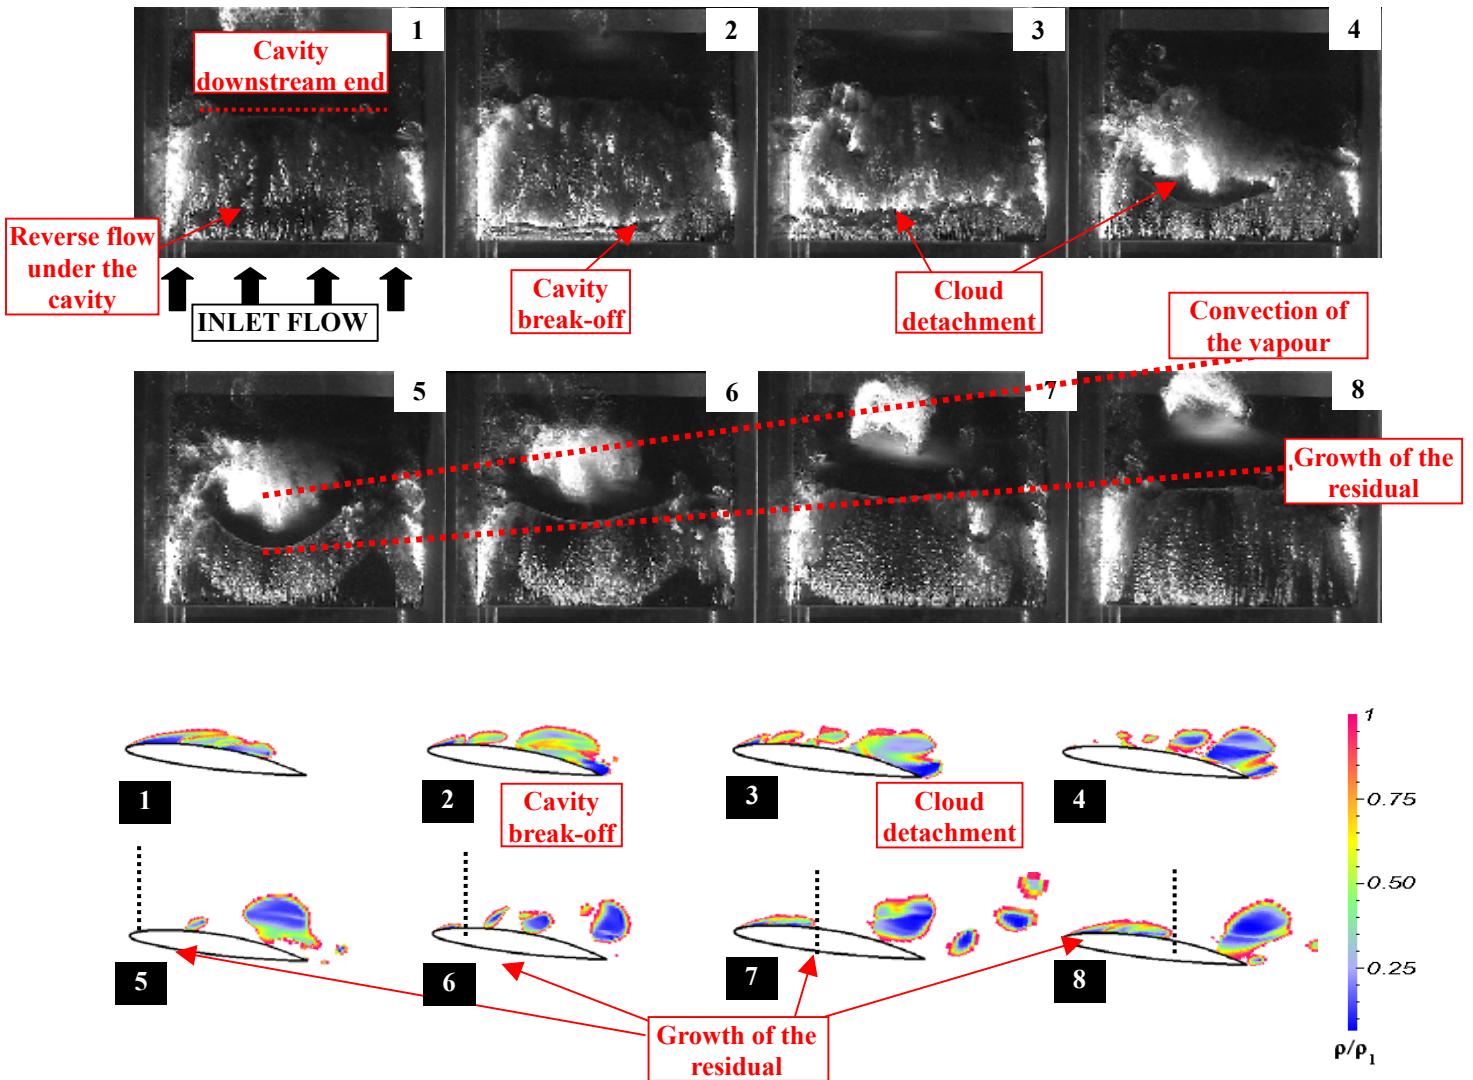 1
2
3
4
Cavity
downstream end
Reverse flow
under the
cavity
INLET FLOW
Cavity
break-off
Cloud
detachment
Convection of
the vapour
5
6
7
8
Growth of the
residual
1
2
3
4
Cavity
break-off
Cloud
detachment
5
6
7
8
Growth of the
residual
1
0.75
0.50
0.25
ρ/ρ1